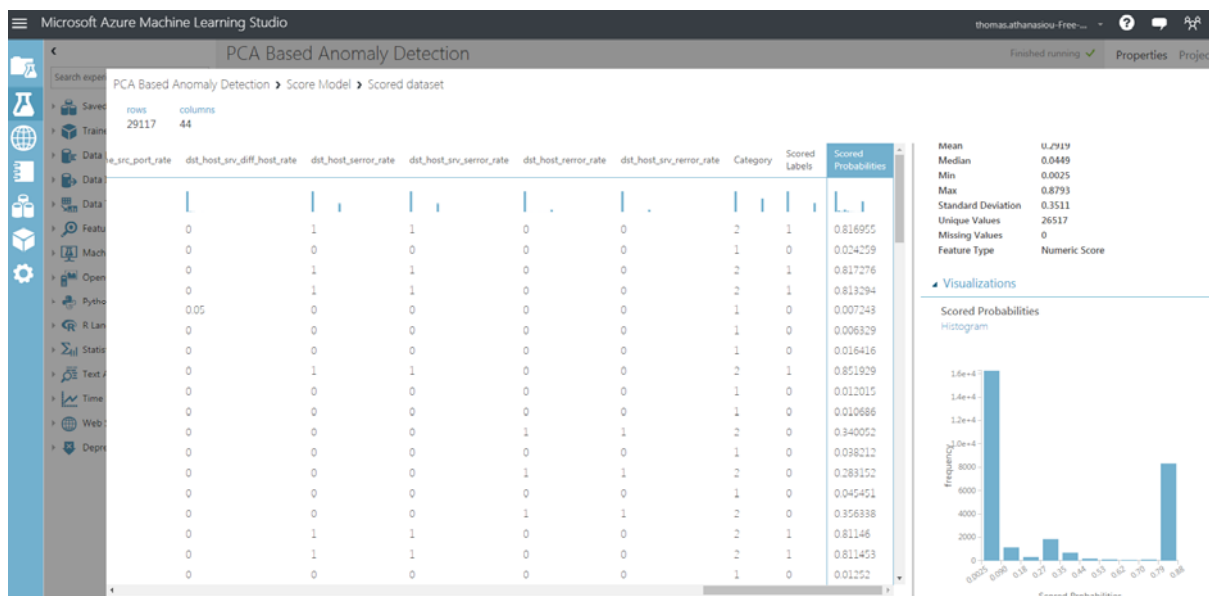 Microsoft Azure Machine Learning Studio
thomas.athanasiou-Free-...
PCA Based Anomaly Detection
Finished running ✓
Properties
Projec
Search experi
Saved
Traine
Data
Data
Data
Featu
Mach
Open
Pytho
R Lan
Statis
Text A
Time
Web S
Depre
PCA Based Anomaly Detection › Score Model › Scored dataset
rows columns
29117 44
e_src_port_rate dst_host_srv_diff_host_rate dst_host_serror_rate dst_host_srv_serror_rate dst_host_rerror_rate dst_host_srv_rerror_rate Category Scored Labels Scored Probabilities
0 1 1 0 0 2 1 0.816955
0 0 0 0 0 1 0 0.024259
0 1 1 0 0 2 1 0.817276
0 1 1 0 0 2 1 0.813294
0.05 0 0 0 0 1 0 0.007243
0 0 0 0 0 1 0 0.006329
0 0 0 0 0 1 0 0.016416
0 1 1 0 0 2 1 0.851929
0 0 0 0 0 1 0 0.012015
0 0 0 0 0 1 0 0.010686
0 0 0 1 1 2 0 0.340052
0 0 0 0 0 1 0 0.038212
0 0 0 1 1 2 0 0.283152
0 0 0 0 0 1 0 0.045451
0 0 0 1 1 2 0 0.356338
0 1 1 0 0 2 1 0.81146
0 1 1 0 0 2 1 0.811453
0 0 0 0 0 1 0 0.01252
Mean 0.2919
Median 0.0449
Min 0.0025
Max 0.8793
Standard Deviation 0.3511
Unique Values 26517
Missing Values 0
Feature Type Numeric Score
Visualizations
Scored Probabilities
Histogram
frequency
1.6e+4
1.4e+4
1.2e+4
1.0e+4
8000
6000
4000
2000
0
0.0025 0.090 0.18 0.27 0.35 0.44 0.53 0.62 0.70 0.79 0.88
Scored Probabilities